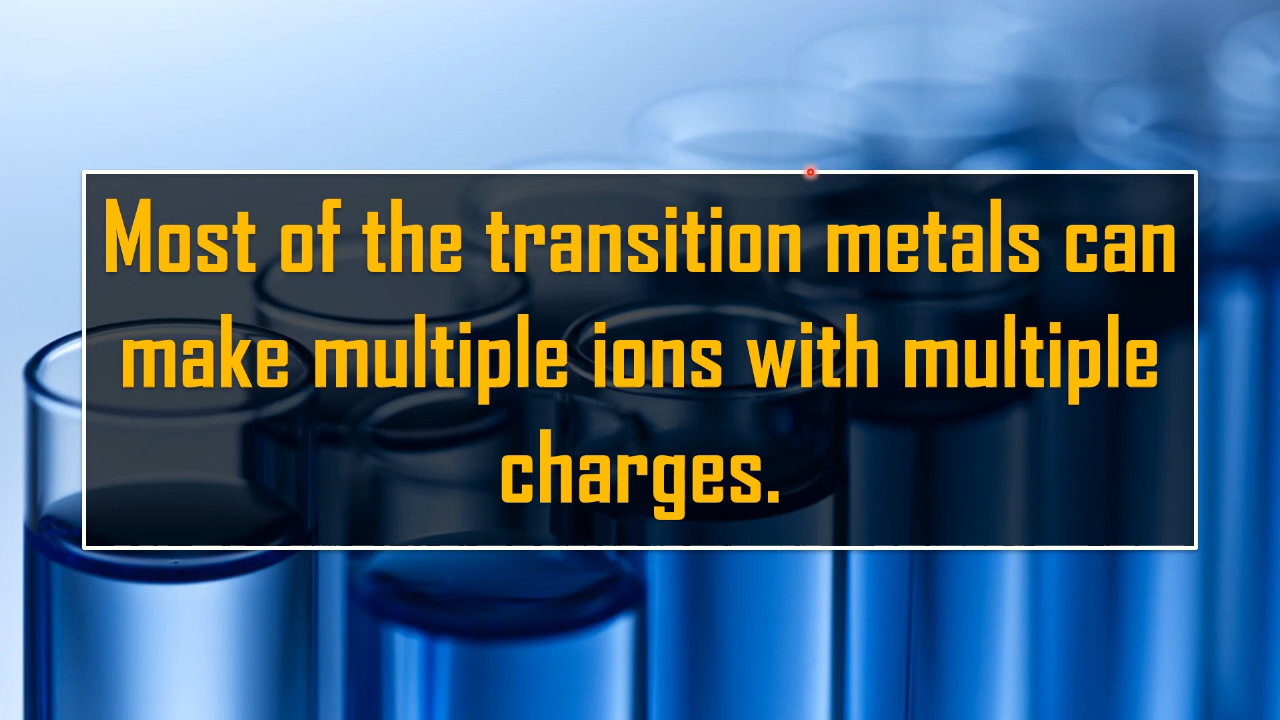 Most of the transition metals can
make multiple ions with multiple
charges.